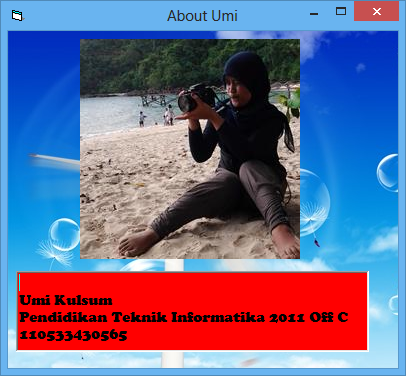 About Umi
Umi Kulsum
Pendidikan Teknik Informatika 2011 Off C
110533430565